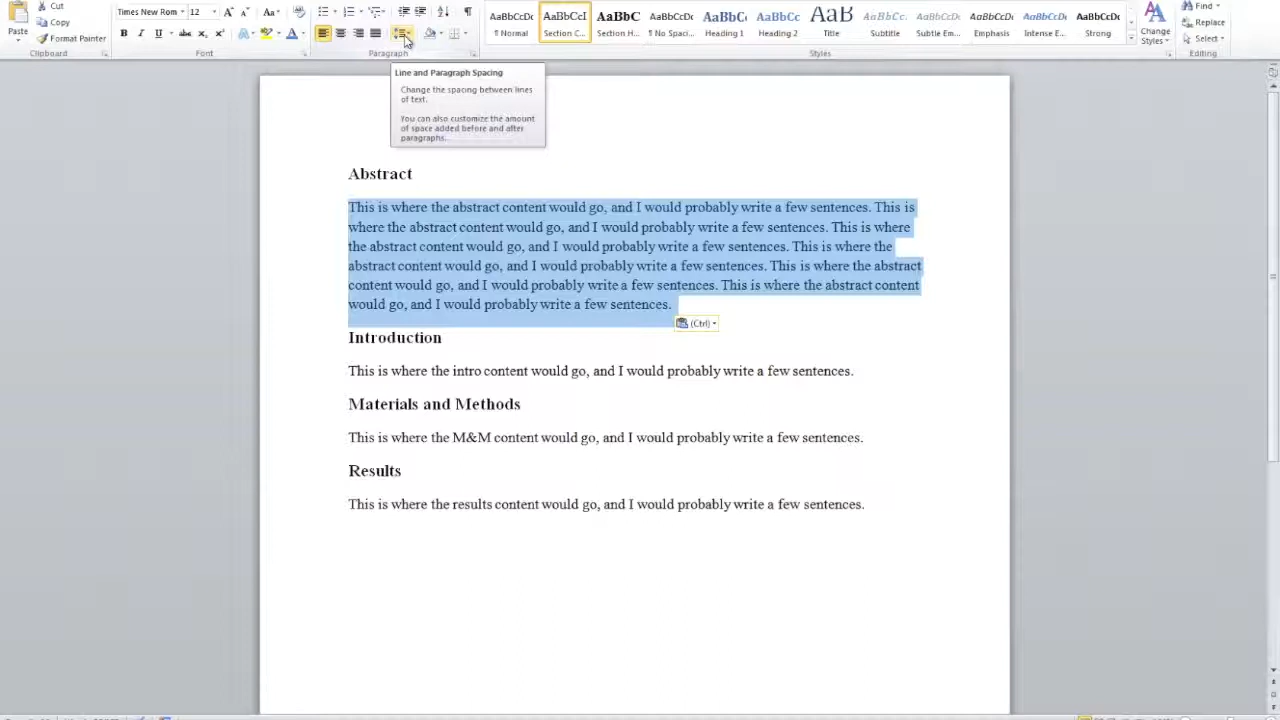 Cut
Copy
Paste
Format Painter
Clipboard
Times New Rom
12
Aa
B I U abc x₂ x²
A
Font
Paragraph
AaBbCcDc AaBbCcI AaBbC AaBbCcDc AaBbC AaBbCc AaB AaBbCc. AaBbCcDc AaBbCcDc AaBbCcDc AaBbCcDc
¶ Normal Section C... Section H... ¶ No Spaci... Heading 1 Heading 2 Title Subtitle Subtle Em... Emphasis Intense E... Strong
Change
Styles
Styles
Find
Replace
Select
Editing
Line and Paragraph Spacing
Change the spacing between lines
of text.
You can also customize the amount
of space added before and after
paragraphs.
Abstract
This is where the abstract content would go, and I would probably write a few sentences. This is
where the abstract content would go, and I would probably write a few sentences. This is where
the abstract content would go, and I would probably write a few sentences. This is where the
abstract content would go, and I would probably write a few sentences. This is where the abstract
content would go, and I would probably write a few sentences. This is where the abstract content
would go, and I would probably write a few sentences.
(Ctrl)
Introduction
This is where the intro content would go, and I would probably write a few sentences.
Materials and Methods
This is where the M&M content would go, and I would probably write a few sentences.
Results
This is where the results content would go, and I would probably write a few sentences.